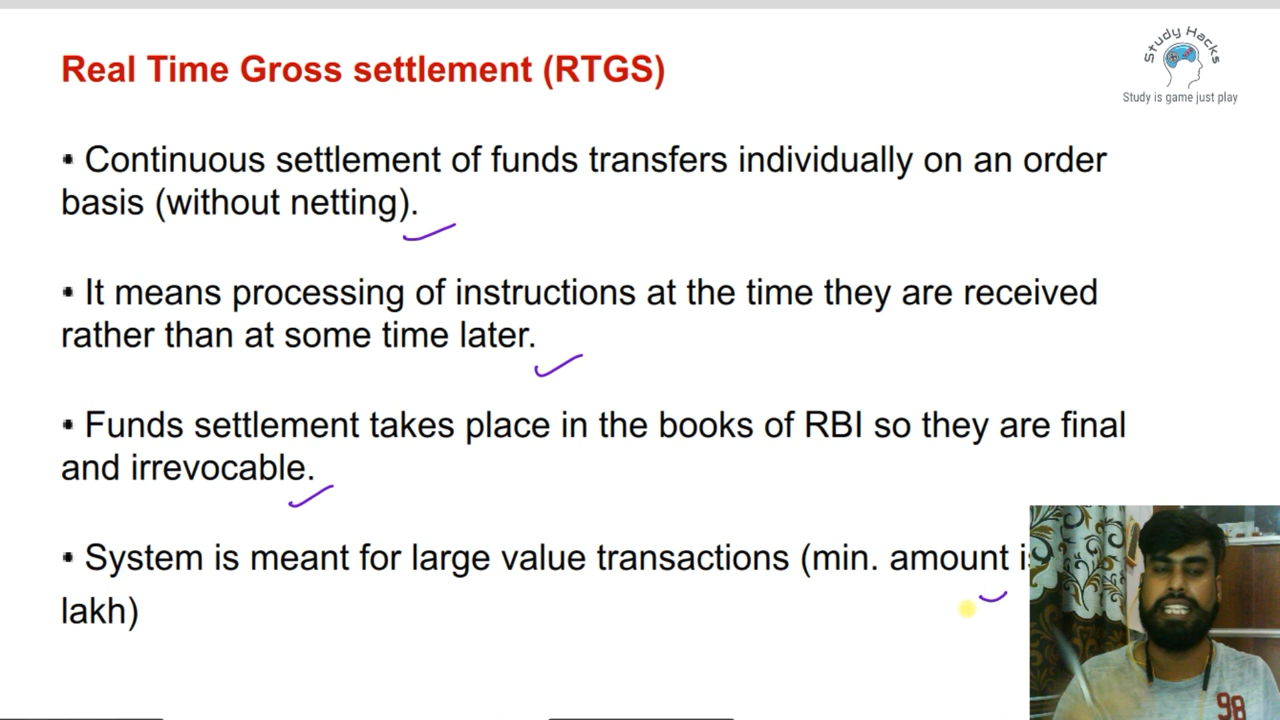 Real Time Gross settlement (RTGS)
Study Hacks
Study is game just play
▪ Continuous settlement of funds transfers individually on an order
basis (without netting).
▪ It means processing of instructions at the time they are received
rather than at some time later.
▪ Funds settlement takes place in the books of RBI so they are final
and irrevocable.
▪ System is meant for large value transactions (min. amount
lakh)
98